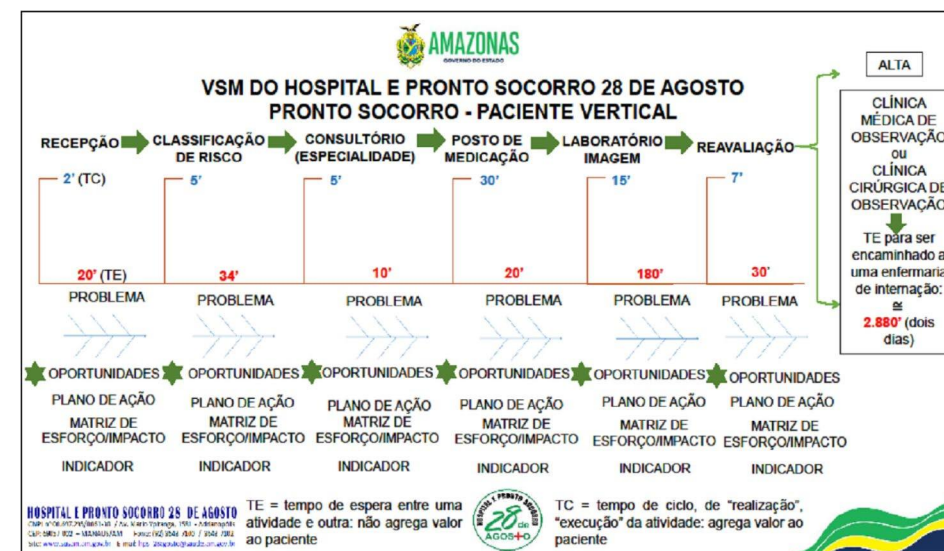 AMAZONAS
GOVERNO DO ESTADO
VSM DO HOSPITAL E PRONTO SOCORRO 28 DE AGOSTO
PRONTO SOCORRO - PACIENTE VERTICAL
RECEPÇÃO
CLASSIFICAÇÃO
DE RISCO
CONSULTÓRIO
(ESPECIALIDADE)
POSTO DE
MEDICAÇÃO
LABORATÓRIO
IMAGEM
REAVALIAÇÃO
2' (TC)
5'
5'
30'
15'
7'
20' (TE)
34'
10'
20'
180'
30'
PROBLEMA
PROBLEMA
PROBLEMA
PROBLEMA
PROBLEMA
PROBLEMA
OPORTUNIDADES
OPORTUNIDADES
OPORTUNIDADES
OPORTUNIDADES
OPORTUNIDADES
OPORTUNIDADES
PLANO DE AÇÃO
PLANO DE AÇÃO
PLANO DE AÇÃO
PLANO DE AÇÃO
PLANO DE AÇÃO
PLANO DE AÇÃO
MATRIZ DE
ESFORÇO/IMPACTO
MATRIZ DE
ESFORÇO/IMPACTO
MATRIZ DE
ESFORÇO/IMPACTO
MATRIZ DE
ESFORÇO/IMPACTO
MATRIZ DE
ESFORÇO/IMPACTO
MATRIZ DE
ESFORÇO/IMPACTO
INDICADOR
INDICADOR
INDICADOR
INDICADOR
INDICADOR
INDICADOR
ALTA
CLÍNICA
MÉDICA DE
OBSERVAÇÃO
ou
CLÍNICA
CIRÚRGICA DE
OBSERVAÇÃO
TE para ser
encaminhado a
uma enfermaria
de internação:
≅
2.880' (dois
dias)
HOSPITAL E PRONTO SOCORRO 28 DE AGOSTO
TE = tempo de espera entre uma
atividade e outra: não agrega valor
ao paciente
HOSPITAL E PRONTO SOCORRO
28 de
AGOSTO
TC = tempo de ciclo, de "realização",
"execução" da atividade: agrega valor ao
paciente